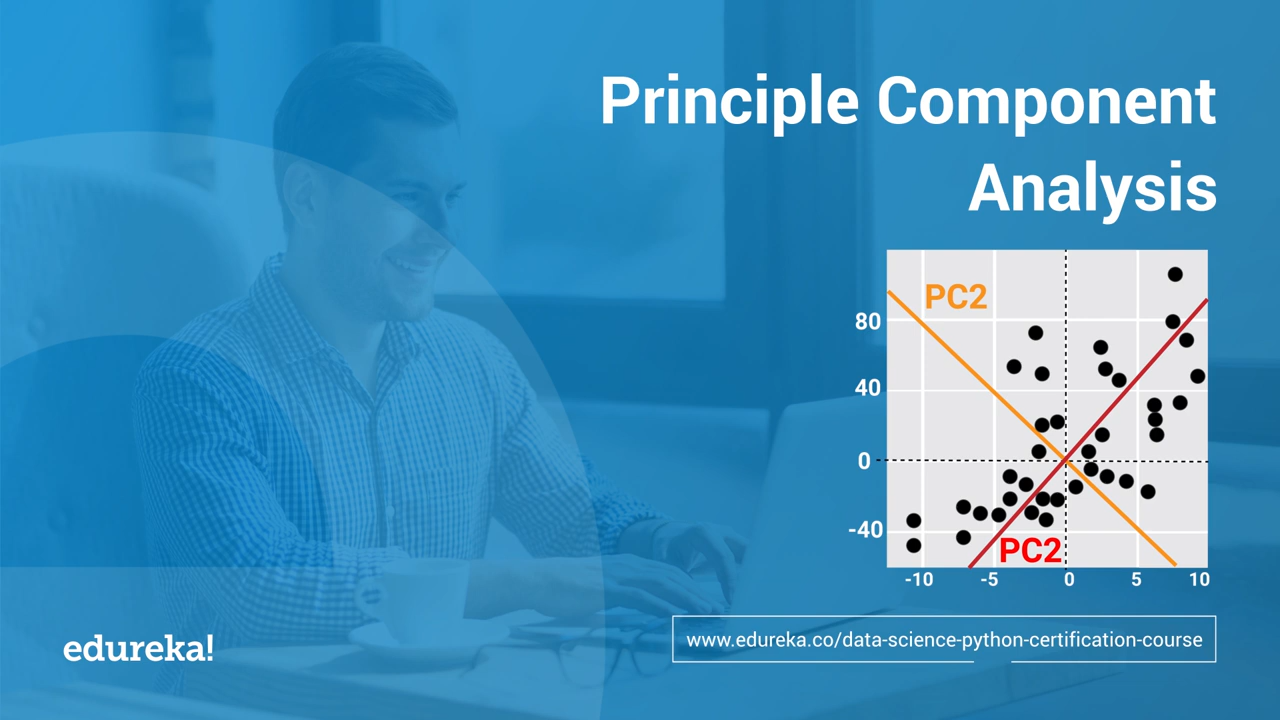 Principle Component
Analysis
PC2
80
40
0
-40
PC2
-10 -5 0 5 10
www.edureka.co/data-science-python-certification-course
edureka!